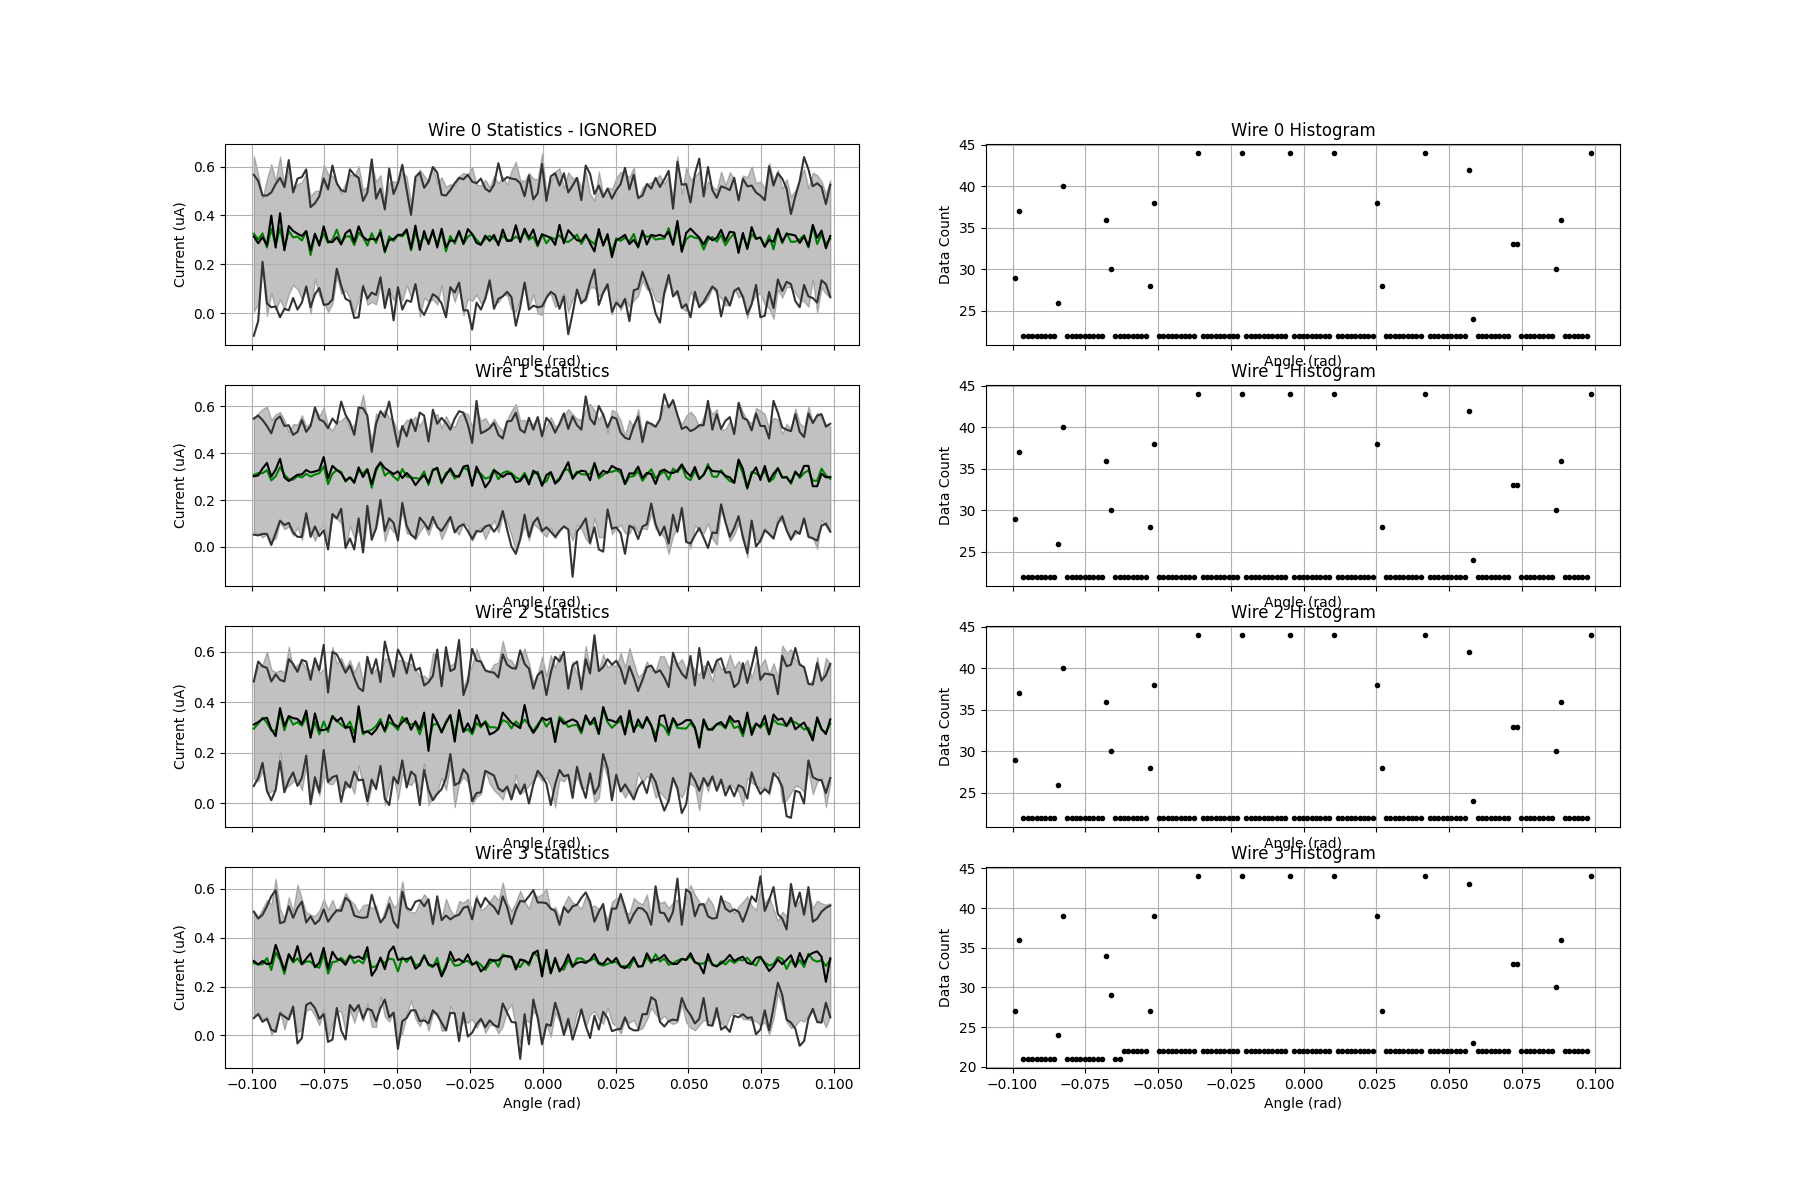 Wire 0 Statistics - IGNORED
Current (uA)
0.6
0.4
0.2
0.0
Angle (rad)
Wire 0 Histogram
Data Count
45
40
35
30
25
Angle (rad)
Wire 1 Statistics
Current (uA)
0.6
0.4
0.2
0.0
Angle (rad)
Wire 1 Histogram
Data Count
45
40
35
30
25
Angle (rad)
Wire 2 Statistics
Current (uA)
0.6
0.4
0.2
0.0
Angle (rad)
Wire 2 Histogram
Data Count
45
40
35
30
25
Angle (rad)
Wire 3 Statistics
Current (uA)
0.6
0.4
0.2
0.0
−0.100 −0.075 −0.050 −0.025 0.000 0.025 0.050 0.075 0.100
Angle (rad)
Wire 3 Histogram
Data Count
45
40
35
30
25
20
−0.100 −0.075 −0.050 −0.025 0.000 0.025 0.050 0.075 0.100
Angle (rad)